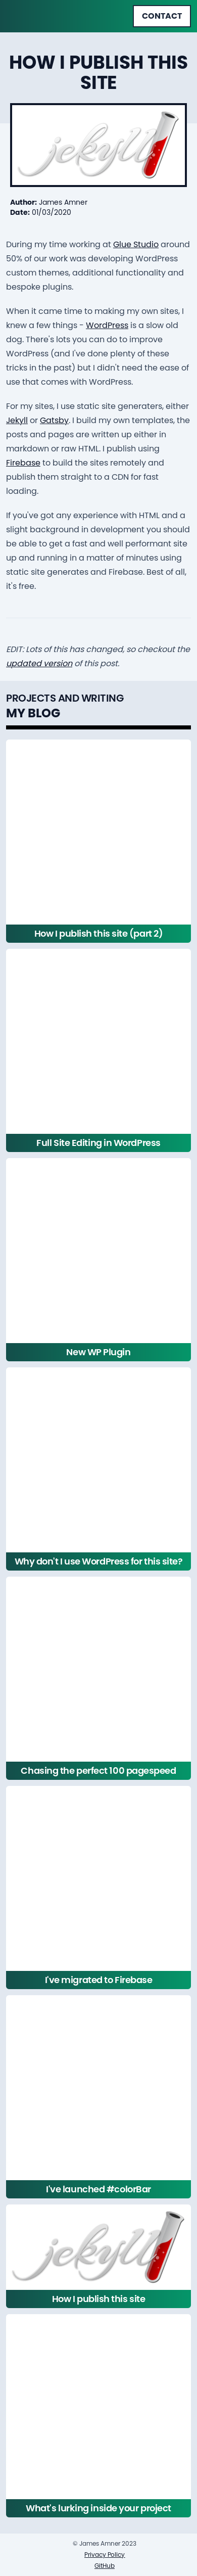 CONTACT
HOW I PUBLISH THIS
SITE
jekyll
Author: James Amner
Date: 01/03/2020
During my time working at Glue Studio around
50% of our work was developing WordPress
custom themes, additional functionality and
bespoke plugins.
When it came time to making my own sites, I
knew a few things - WordPress is a slow old
dog. There's lots you can do to improve
WordPress (and I've done plenty of these
tricks in the past) but I didn't need the ease of
use that comes with WordPress.
For my sites, I use static site generators, either
Jekyll or Gatsby. I build my own templates, the
posts and pages are written up either in
markdown or raw HTML. I publish using
Firebase to build the sites remotely and
publish them straight to a CDN for fast
loading.
If you've got any experience with HTML and a
slight background in development you should
be able to get a fast and well performant site
up and running in a matter of minutes using
static site generates and Firebase. Best of all,
it's free.
EDIT: Lots of this has changed, so checkout the
updated version of this post.
PROJECTS AND WRITING
MY BLOG
How I publish this site (part 2)
Full Site Editing in WordPress
New WP Plugin
Why don't I use WordPress for this site?
Chasing the perfect 100 pagespeed
I've migrated to Firebase
I've launched #colorBar
jekyll
How I publish this site
What's lurking inside your project
© James Amner 2023
Privacy Policy
GitHub